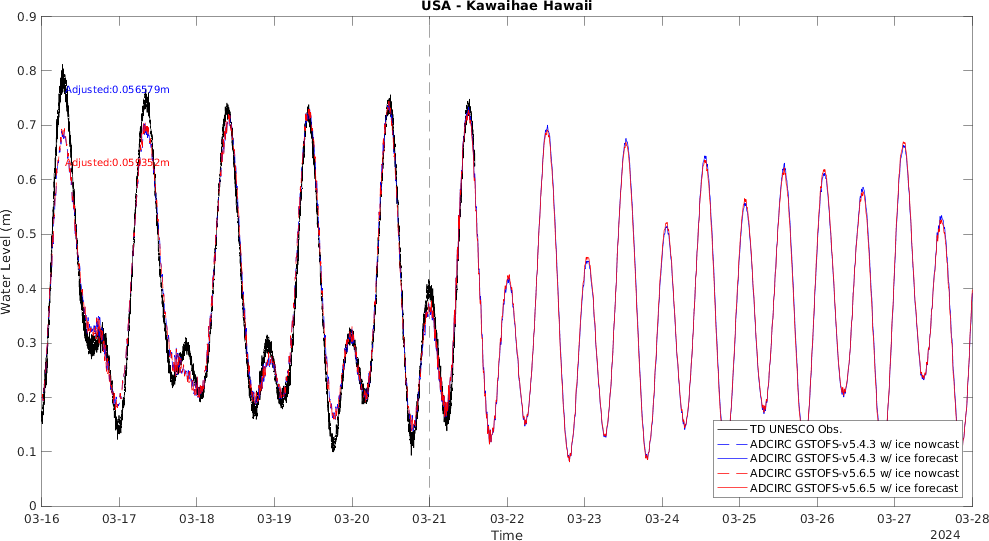 USA - Kawaihae Hawaii
0.9
0.8
0.7
0.6
0.5
0.4
0.3
0.2
0.1
0
Water Level (m)
Adjusted:0.056579m
Adjusted:0.059352m
TD UNESCO Obs.
ADCIRC GSTOFS-v5.4.3 w/ ice nowcast
ADCIRC GSTOFS-v5.4.3 w/ ice forecast
ADCIRC GSTOFS-v5.6.5 w/ ice nowcast
ADCIRC GSTOFS-v5.6.5 w/ ice forecast
03-16 03-17 03-18 03-19 03-20 03-21 03-22 03-23 03-24 03-25 03-26 03-27 03-28
Time
2024